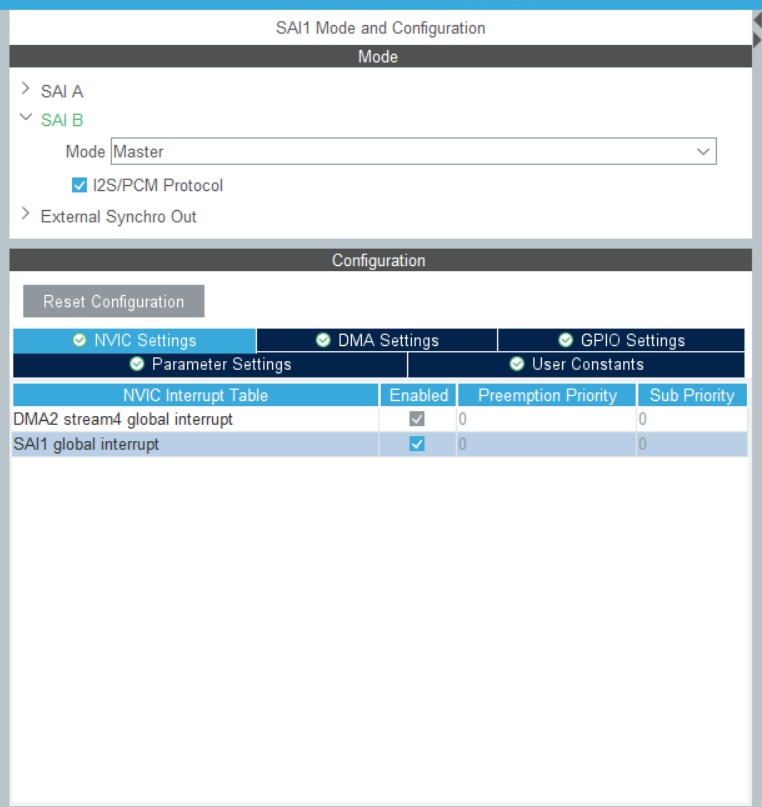 SAI1 Mode and Configuration
Mode
SAI A
SAI B
Mode Master
I2S/PCM Protocol
External Synchro Out
Configuration
Reset Configuration
NVIC Settings DMA Settings GPIO Settings
Parameter Settings User Constants
NVIC Interrupt Table Enabled Preemption Priority Sub Priority
DMA2 stream4 global interrupt 0 0
SAI1 global interrupt 0 0